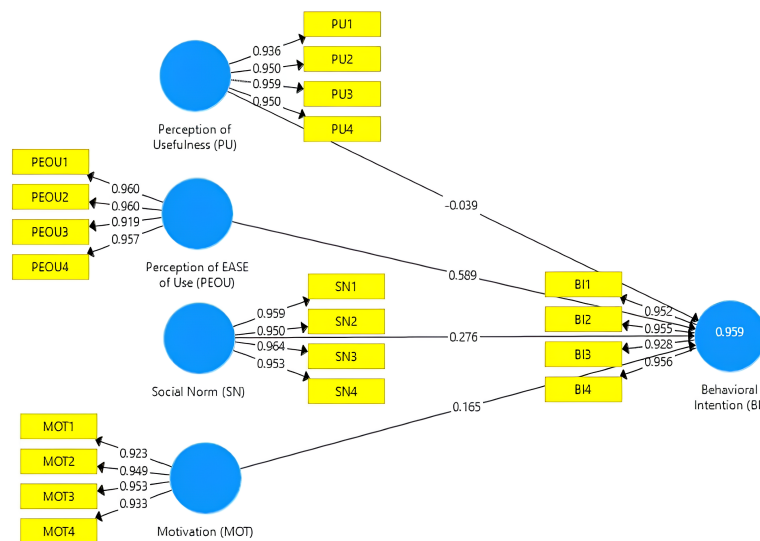 PU1
0.936
PU2
0.950
PU3
0.959
0.950
PU4
Perception of
Usefulness (PU)
PEOU1
0.960
PEOU2
0.960
PEOU3
0.919
PEOU4
0.957
Perception of EASE
of Use (PEOU)
-0.039
0.589
SN1
0.959
SN2
0.950
SN3
0.964
SN4
0.953
Social Norm (SN)
0.276
BI1
0.952
BI2
0.955
BI3
0.928
BI4
0.956
0.959
Behavioral
Intention (BI
0.165
MOT1
0.923
MOT2
0.949
MOT3
0.953
MOT4
0.933
Motivation (MOT)